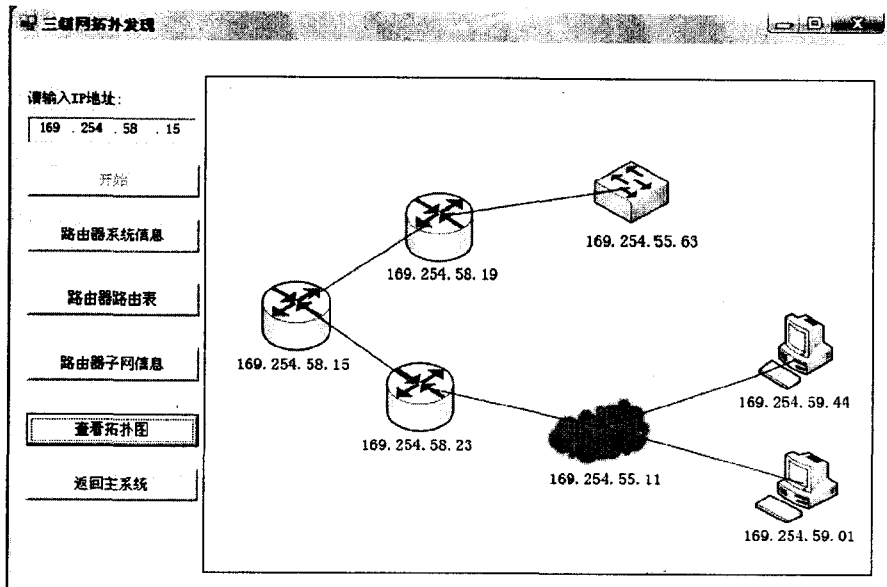 三层网拓扑发现
请输入IP地址:
169 . 254 . 58 . 15
开始
路由器系统信息
路由器路由表
路由器子网信息
查看拓扑图
返回主系统
169.254.55.63
169.254.58.19
169.254.58.15
169.254.59.44
169.254.58.23
169.254.55.11
169.254.59.01